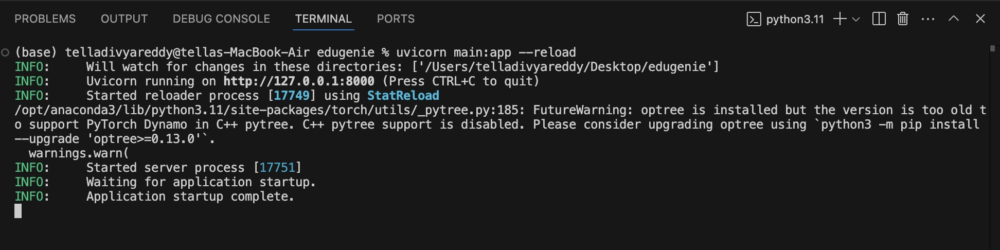 PROBLEMS OUTPUT DEBUG CONSOLE TERMINAL PORTS python3.11
(base) telladivyareddy@tellas-MacBook-Air edugenie % uvicorn main:app --reload
INFO:     Will watch for changes in these directories: ['/Users/telladivyareddy/Desktop/edugenie']
INFO:     Uvicorn running on http://127.0.0.1:8000 (Press CTRL+C to quit)
INFO:     Started reloader process [17749] using StatReload
/opt/anaconda3/lib/python3.11/site-packages/torch/utils/_pytree.py:185: FutureWarning: optree is installed but the version is too old t
o support PyTorch Dynamo in C++ pytree. C++ pytree support is disabled. Please consider upgrading optree using `python3 -m pip install
--upgrade 'optree>=0.13.0'`.
  warnings.warn(
INFO:     Started server process [17751]
INFO:     Waiting for application startup.
INFO:     Application startup complete.